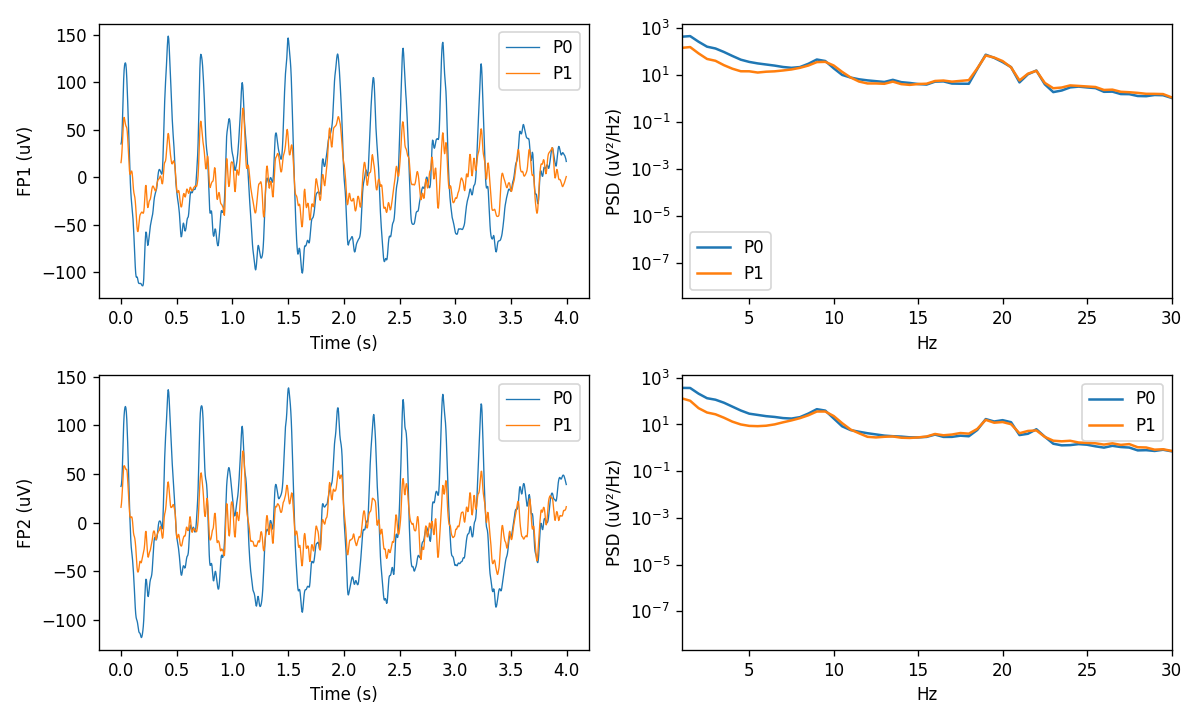 150
100
50
0
−50
−100
FP1 (uV)
P0
P1
0.0 0.5 1.0 1.5 2.0 2.5 3.0 3.5 4.0
Time (s)
10³
10¹
10⁻¹
10⁻³
10⁻⁵
10⁻⁷
PSD (uV²/Hz)
P0
P1
5 10 15 20 25 30
Hz
150
100
50
0
−50
−100
FP2 (uV)
P0
P1
0.0 0.5 1.0 1.5 2.0 2.5 3.0 3.5 4.0
Time (s)
10³
10¹
10⁻¹
10⁻³
10⁻⁵
10⁻⁷
PSD (uV²/Hz)
P0
P1
5 10 15 20 25 30
Hz